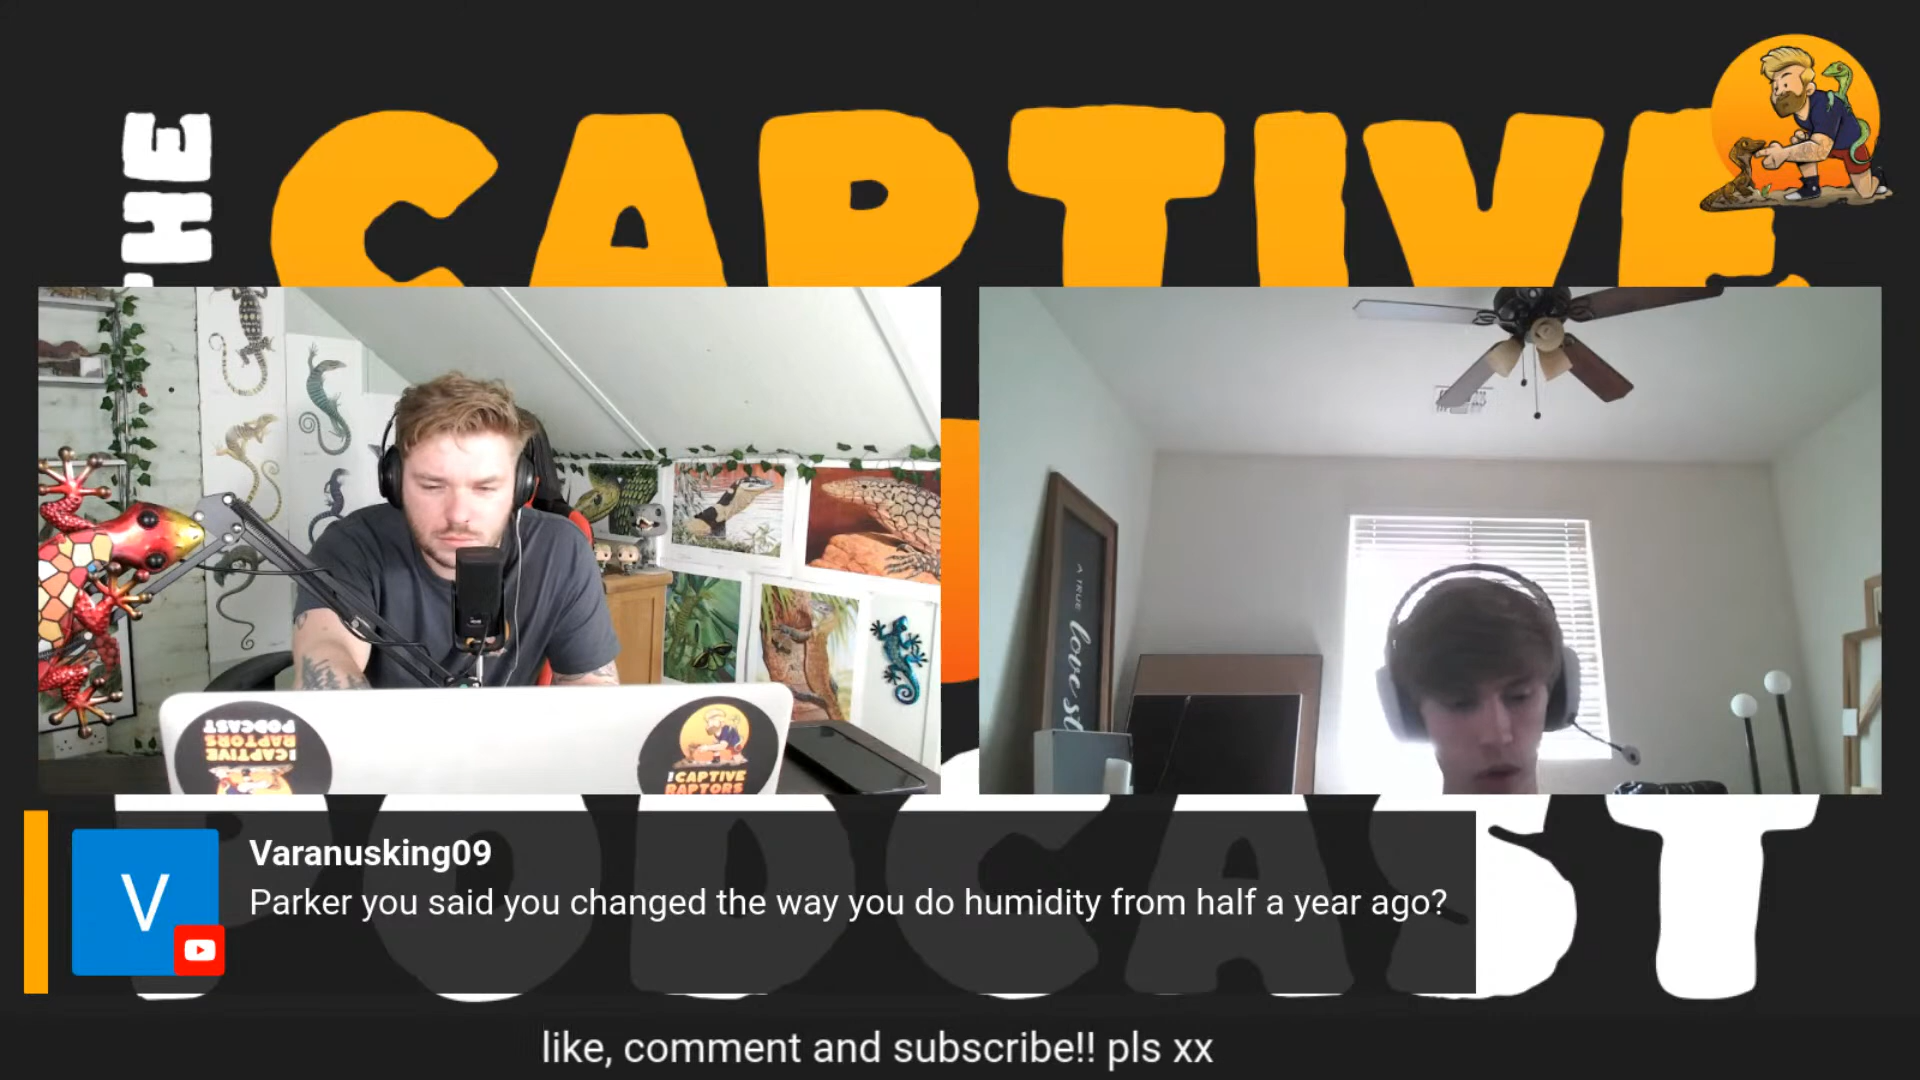 THE
CAPTIVE
A TRUE
love st
PODCAST
RAPTORS
CAPTIVE
THE CAPTIVE
RAPTORS
PODCAST
V
Varanusking09
Parker you said you changed the way you do humidity from half a year ago?
like, comment and subscribe!! pls xx